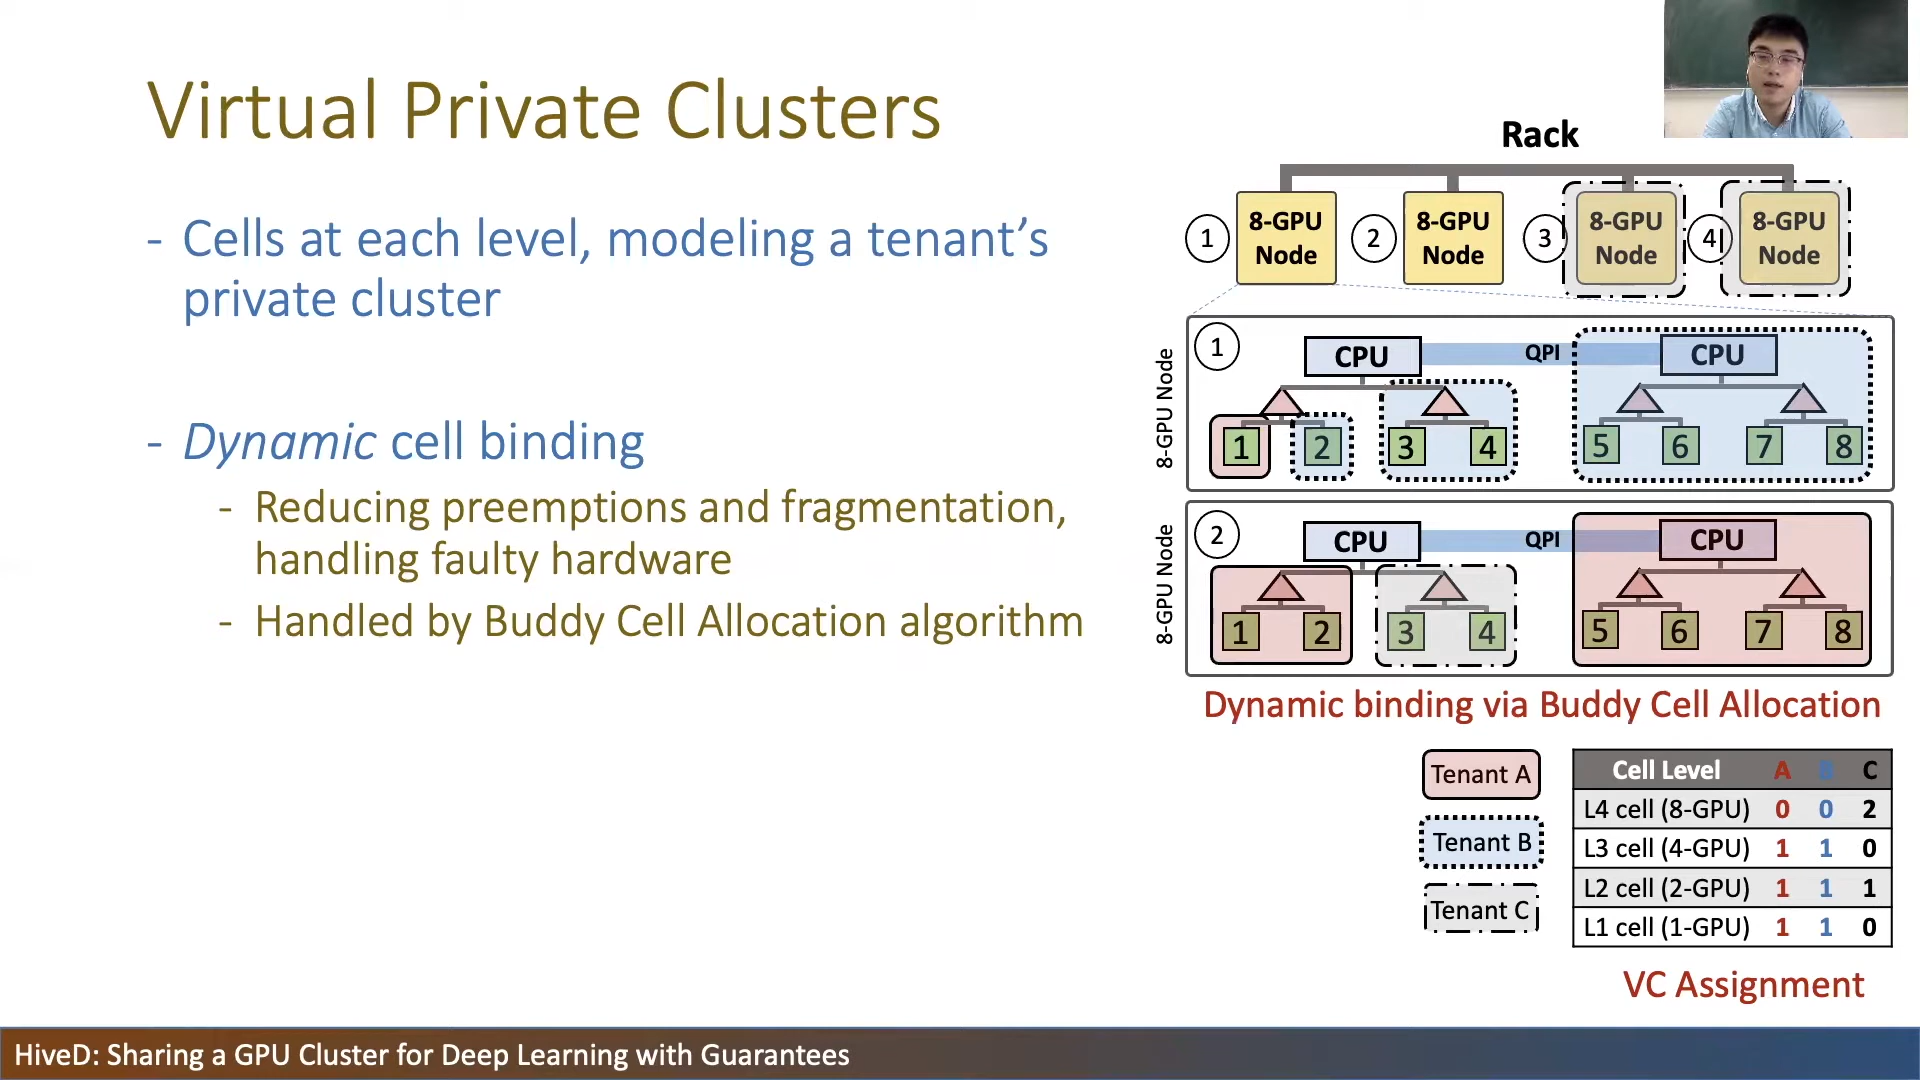 Virtual Private Clusters
- Cells at each level, modeling a tenant’s
private cluster
- Dynamic cell binding
- Reducing preemptions and fragmentation,
handling faulty hardware
- Handled by Buddy Cell Allocation algorithm
Rack
1 8-GPU Node
2 8-GPU Node
3 8-GPU Node
4 8-GPU Node
8-GPU Node
1
CPU QPI CPU
1 2 3 4 5 6 7 8
8-GPU Node
2
CPU QPI CPU
1 2 3 4 5 6 7 8
Dynamic binding via Buddy Cell Allocation
Tenant A
Tenant B
Tenant C
Cell Level A B C
L4 cell (8-GPU) 0 0 2
L3 cell (4-GPU) 1 1 0
L2 cell (2-GPU) 1 1 1
L1 cell (1-GPU) 1 1 0
VC Assignment
HiveD: Sharing a GPU Cluster for Deep Learning with Guarantees